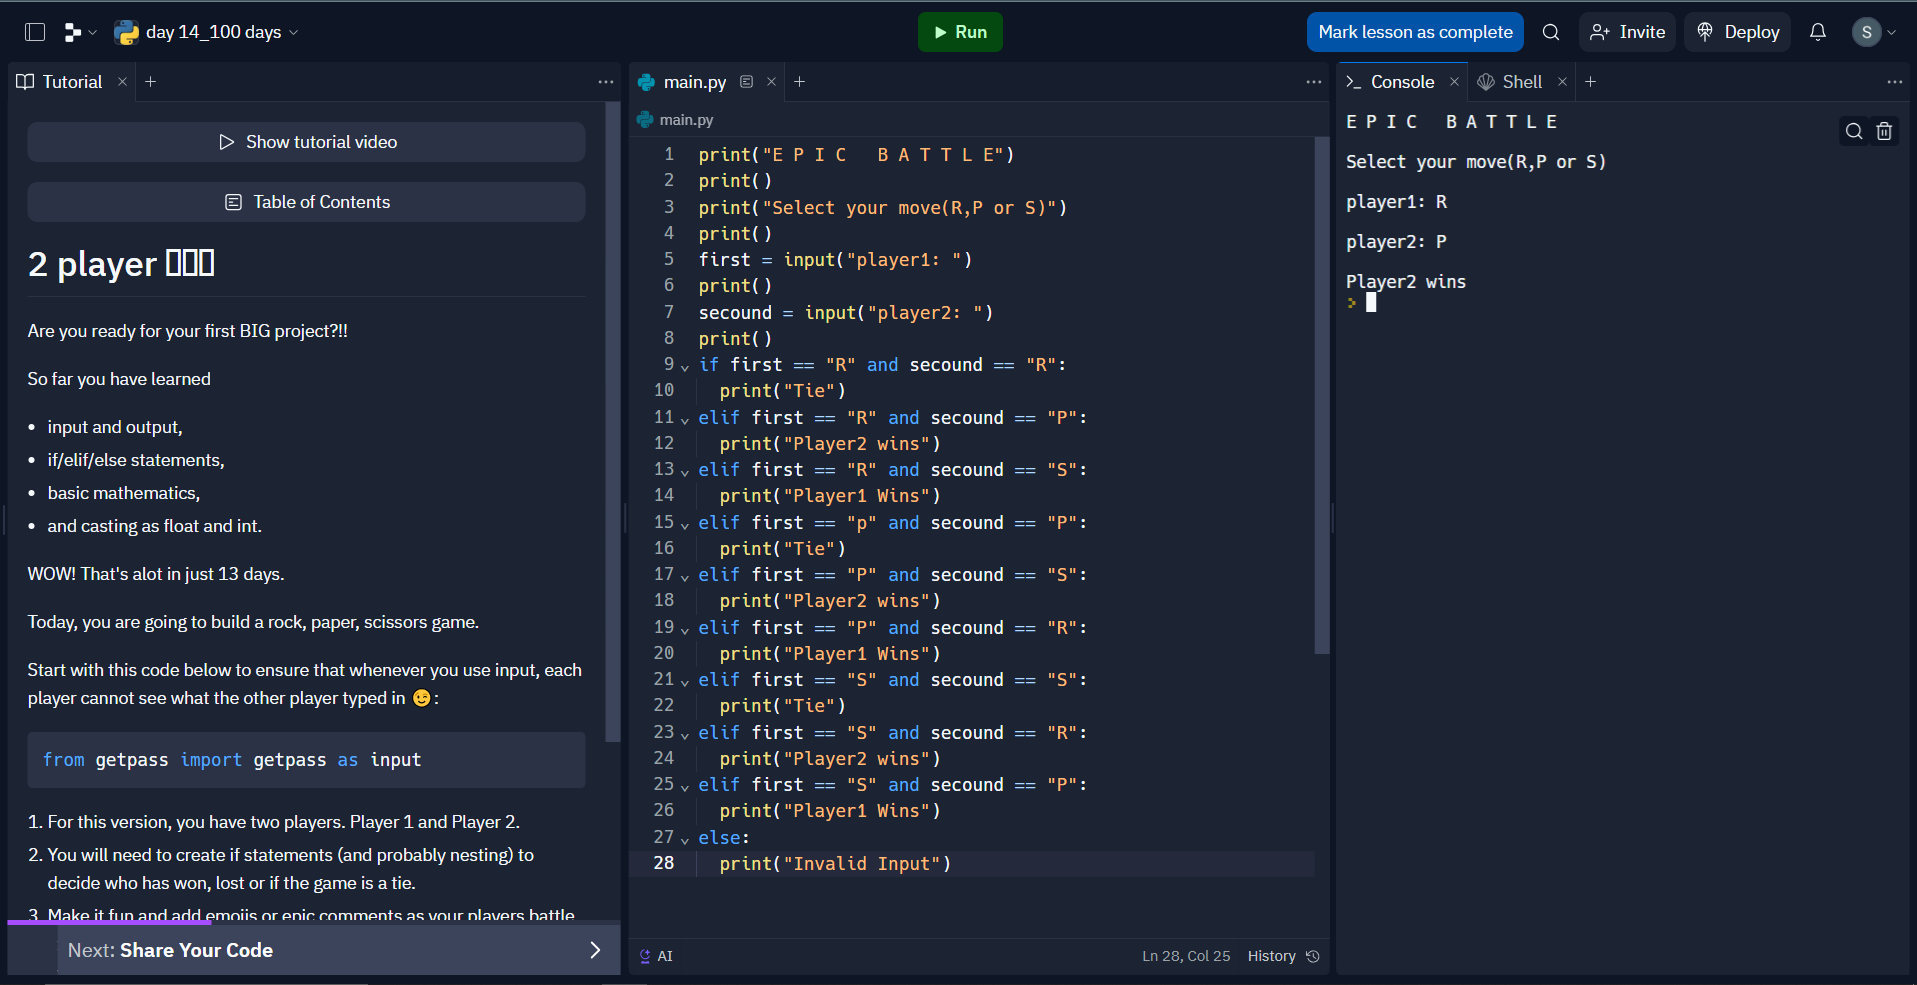 day 14_100 days
Run
Mark lesson as complete
Invite
Deploy
S
Tutorial
Show tutorial video
Table of Contents
2 player
Are you ready for your first BIG project?!!
So far you have learned
• input and output,
• if/elif/else statements,
• basic mathematics,
• and casting as float and int.
WOW! That's alot in just 13 days.
Today, you are going to build a rock, paper, scissors game.
Start with this code below to ensure that whenever you use input, each
player cannot see what the other player typed in 😉:
from getpass import getpass as input
1. For this version, you have two players. Player 1 and Player 2.
2. You will need to create if statements (and probably nesting) to
decide who has won, lost or if the game is a tie.
3. Make it fun and add emojis or epic comments as your players battle
Next: Share Your Code
main.py
main.py
1 print("E P I C   B A T T L E")
2 print()
3 print("Select your move(R,P or S)")
4 print()
5 first = input("player1: ")
6 print()
7 secound = input("player2: ")
8 print()
9 if first == "R" and secound == "R":
10   print("Tie")
11 elif first == "R" and secound == "P":
12   print("Player2 wins")
13 elif first == "R" and secound == "S":
14   print("Player1 Wins")
15 elif first == "p" and secound == "P":
16   print("Tie")
17 elif first == "P" and secound == "S":
18   print("Player2 wins")
19 elif first == "P" and secound == "R":
20   print("Player1 Wins")
21 elif first == "S" and secound == "S":
22   print("Tie")
23 elif first == "S" and secound == "R":
24   print("Player2 wins")
25 elif first == "S" and secound == "P":
26   print("Player1 Wins")
27 else:
28   print("Invalid Input")
AI
Ln 28, Col 25
History
Console
Shell
E P I C   B A T T L E
Select your move(R,P or S)
player1: R
player2: P
Player2 wins